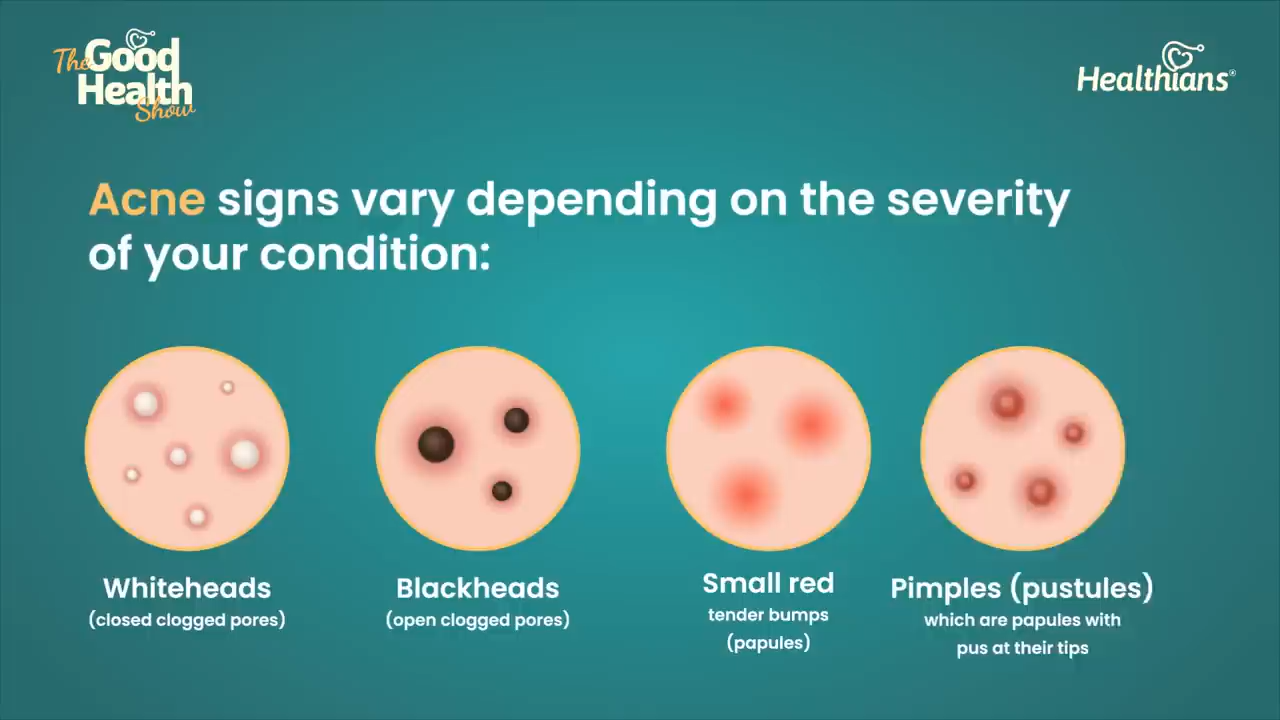 The Good
Health
Show
Healthians®
Acne signs vary depending on the severity
of your condition:
Whiteheads
(closed clogged pores)
Blackheads
(open clogged pores)
Small red
tender bumps
(papules)
Pimples (pustules)
which are papules with
pus at their tips